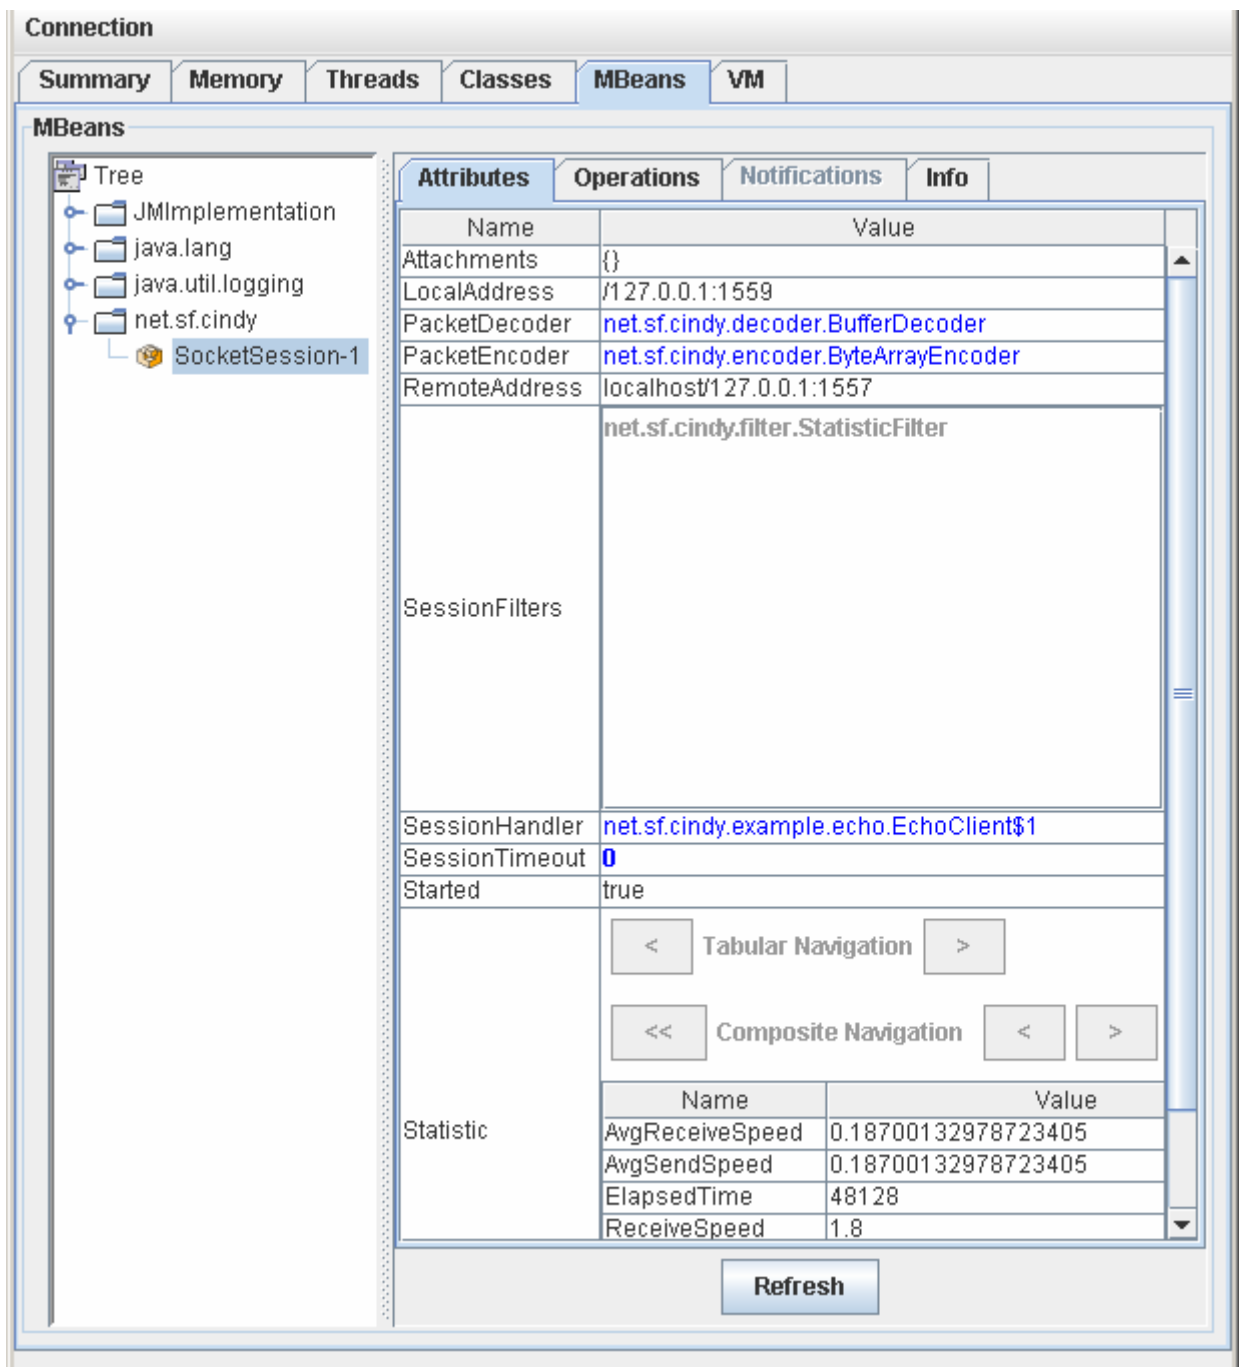 Connection
Summary Memory Threads Classes MBeans VM
MBeans
Tree
JMImplementation
java.lang
java.util.logging
net.sf.cindy
SocketSession-1
Attributes Operations Notifications Info
Name Value
Attachments {}
LocalAddress /127.0.0.1:1559
PacketDecoder net.sf.cindy.decoder.BufferDecoder
PacketEncoder net.sf.cindy.encoder.ByteArrayEncoder
RemoteAddress localhost/127.0.0.1:1557
SessionFilters net.sf.cindy.filter.StatisticFilter
SessionHandler net.sf.cindy.example.echo.EchoClient$1
SessionTimeout 0
Started true
Statistic
< Tabular Navigation >
<< Composite Navigation < >
Name Value
AvgReceiveSpeed 0.18700132978723405
AvgSendSpeed 0.18700132978723405
ElapsedTime 48128
ReceiveSpeed 1.8
Refresh